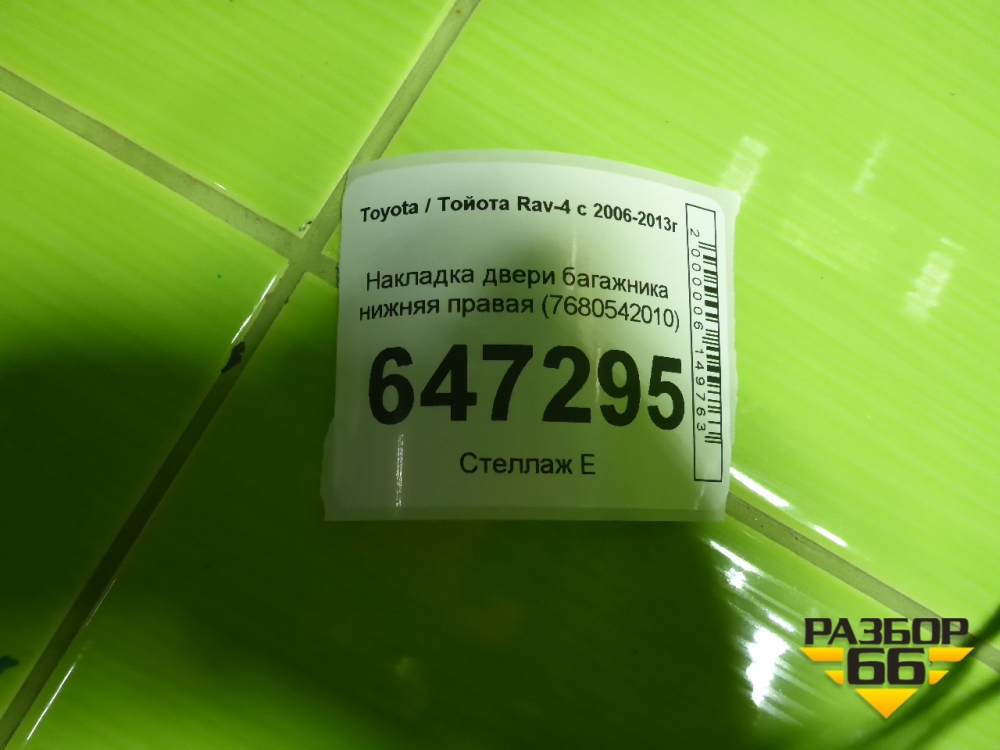 Toyota / Тойота Rav-4 с 2006-2013г
Накладка двери багажника
нижняя правая (7680542010)
647295
Стеллаж Е
2000006149763
РАЗБОР
66